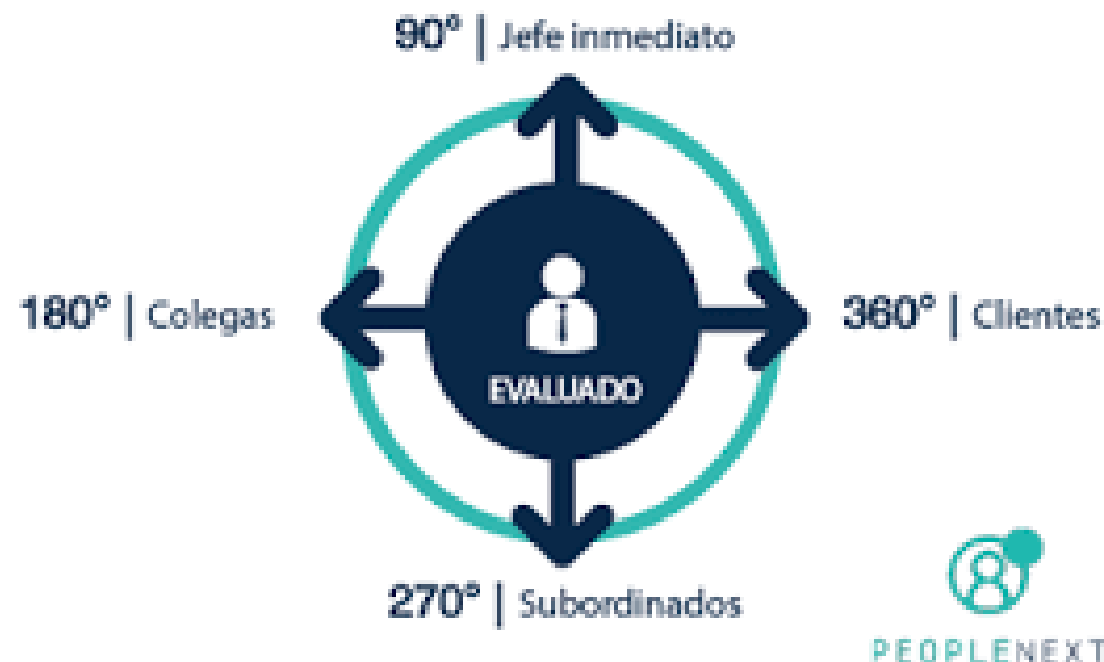 90° | Jefe inmediato
180° | Colegas
360° | Clientes
EVALUADO
270° | Subordinados
PEOPLENEXT